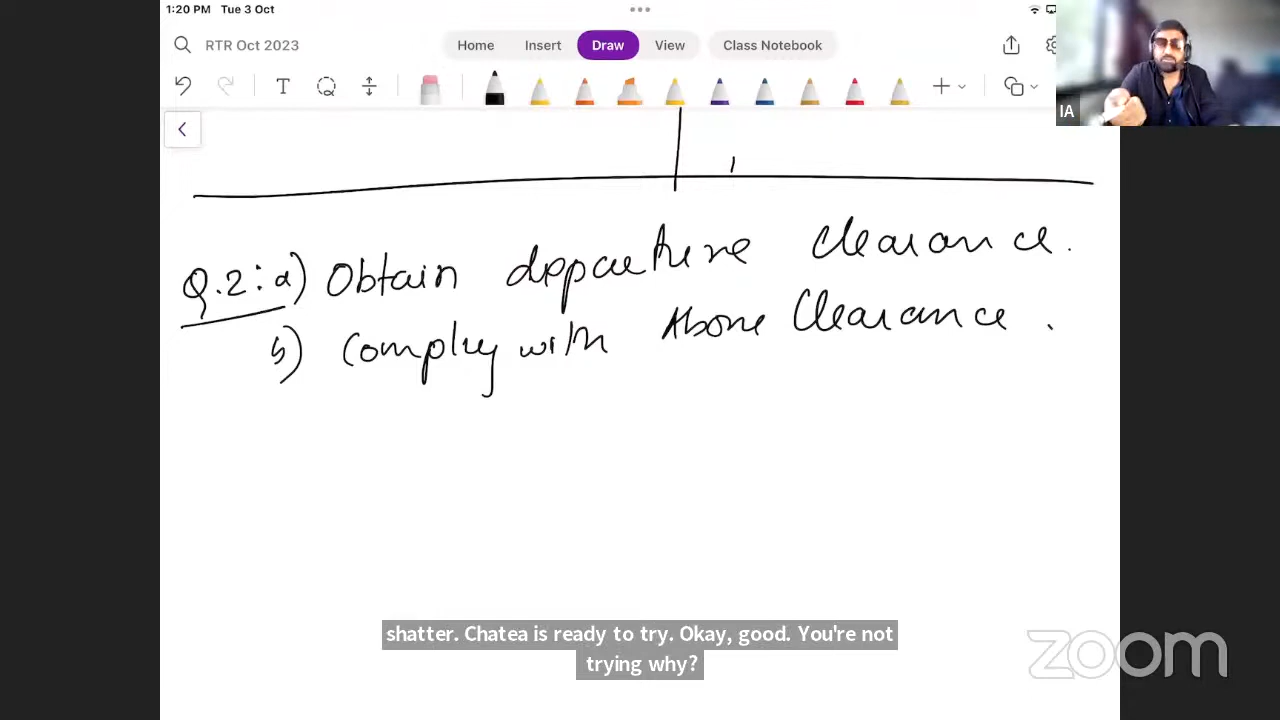 1:20 PM Tue 3 Oct
RTR Oct 2023
Home Insert Draw View Class Notebook
T
IA
Q.2: a) Obtain departure Clearance.
b) Comply with Above Clearance.
shatter. Chatea is ready to try. Okay, good. You're not
trying why?
zoom